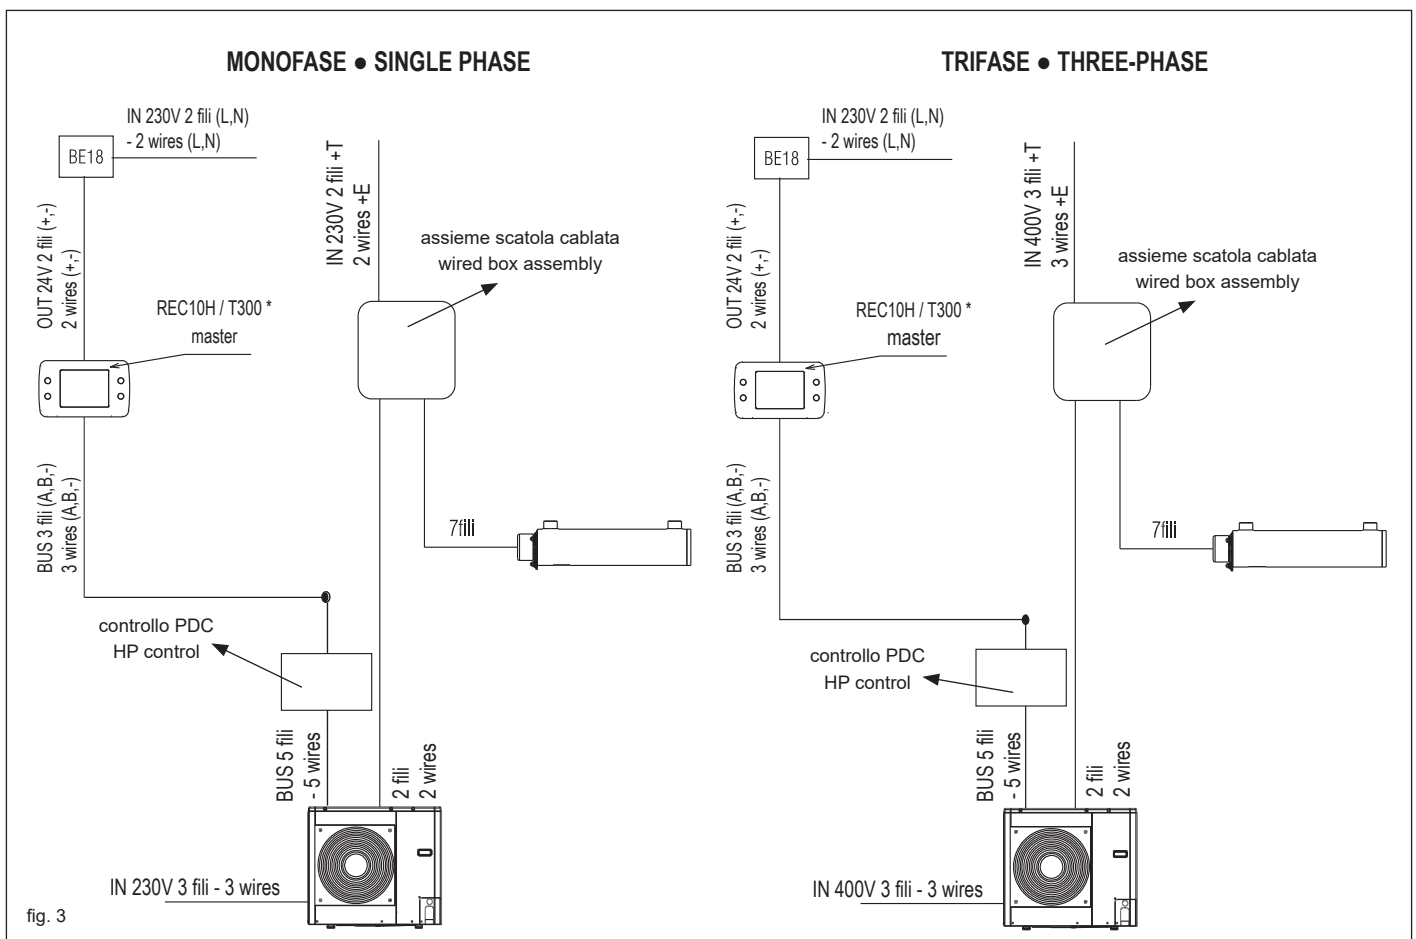 MONOFASE ● SINGLE PHASE
IN 230V 2 fili (L,N)
- 2 wires (L,N)
BE18
OUT 24V 2 fili (+,-)
2 wires (+,-)
IN 230V 2 fili +T
2 wires +E
assieme scatola cablata
wired box assembly
REC10H / T300 *
master
BUS 3 fili (A,B,-)
3 wires (A,B,-)
7fili
controllo PDC
HP control
BUS 5 fili
- 5 wires
2 fili
2 wires
IN 230V 3 fili - 3 wires
fig. 3
TRIFASE ● THREE-PHASE
IN 230V 2 fili (L,N)
- 2 wires (L,N)
BE18
OUT 24V 2 fili (+,-)
2 wires (+,-)
IN 400V 3 fili +T
3 wires +E
assieme scatola cablata
wired box assembly
REC10H / T300 *
master
BUS 3 fili (A,B,-)
3 wires (A,B,-)
7fili
controllo PDC
HP control
BUS 5 fili
- 5 wires
2 fili
2 wires
IN 400V 3 fili - 3 wires